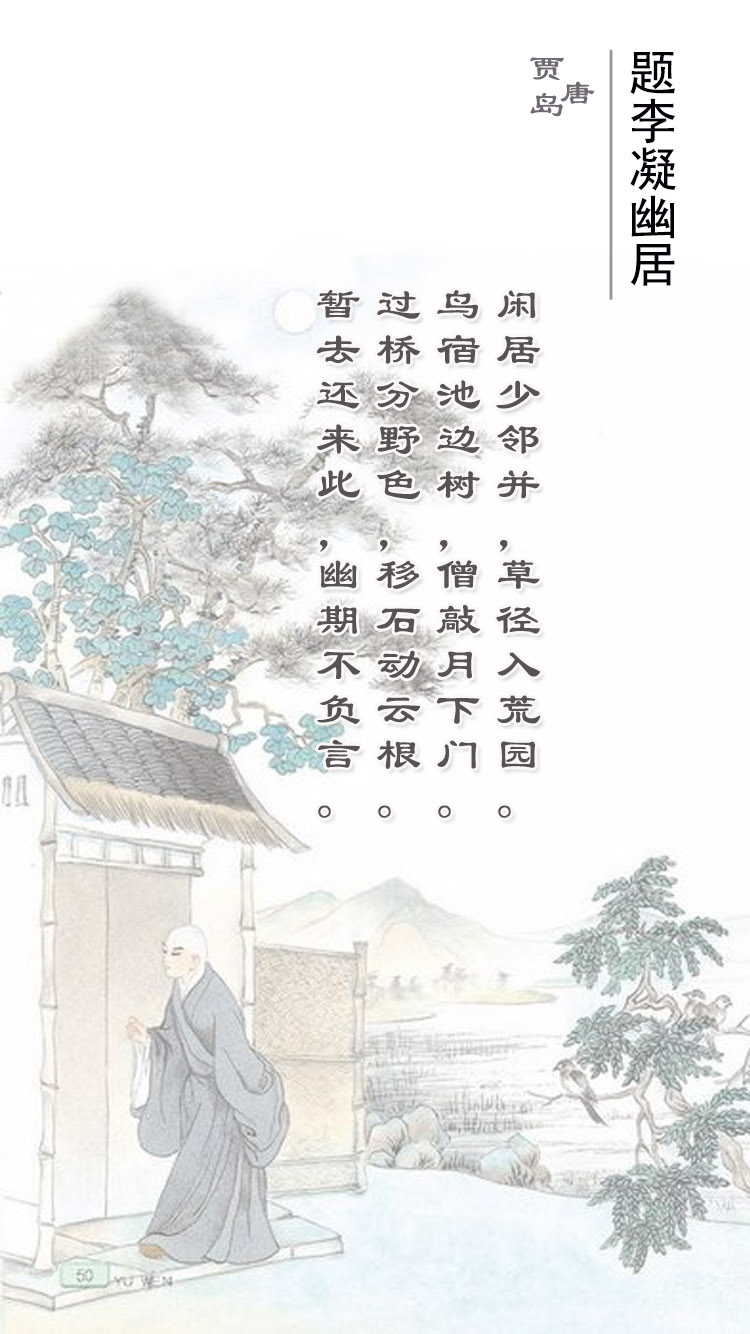 题李凝幽居
唐
贾岛
闲居少邻并，草径入荒园。
鸟宿池边树，僧敲月下门。
过桥分野色，移石动云根。
暂去还来此，幽期不负言。
50
YU WEN